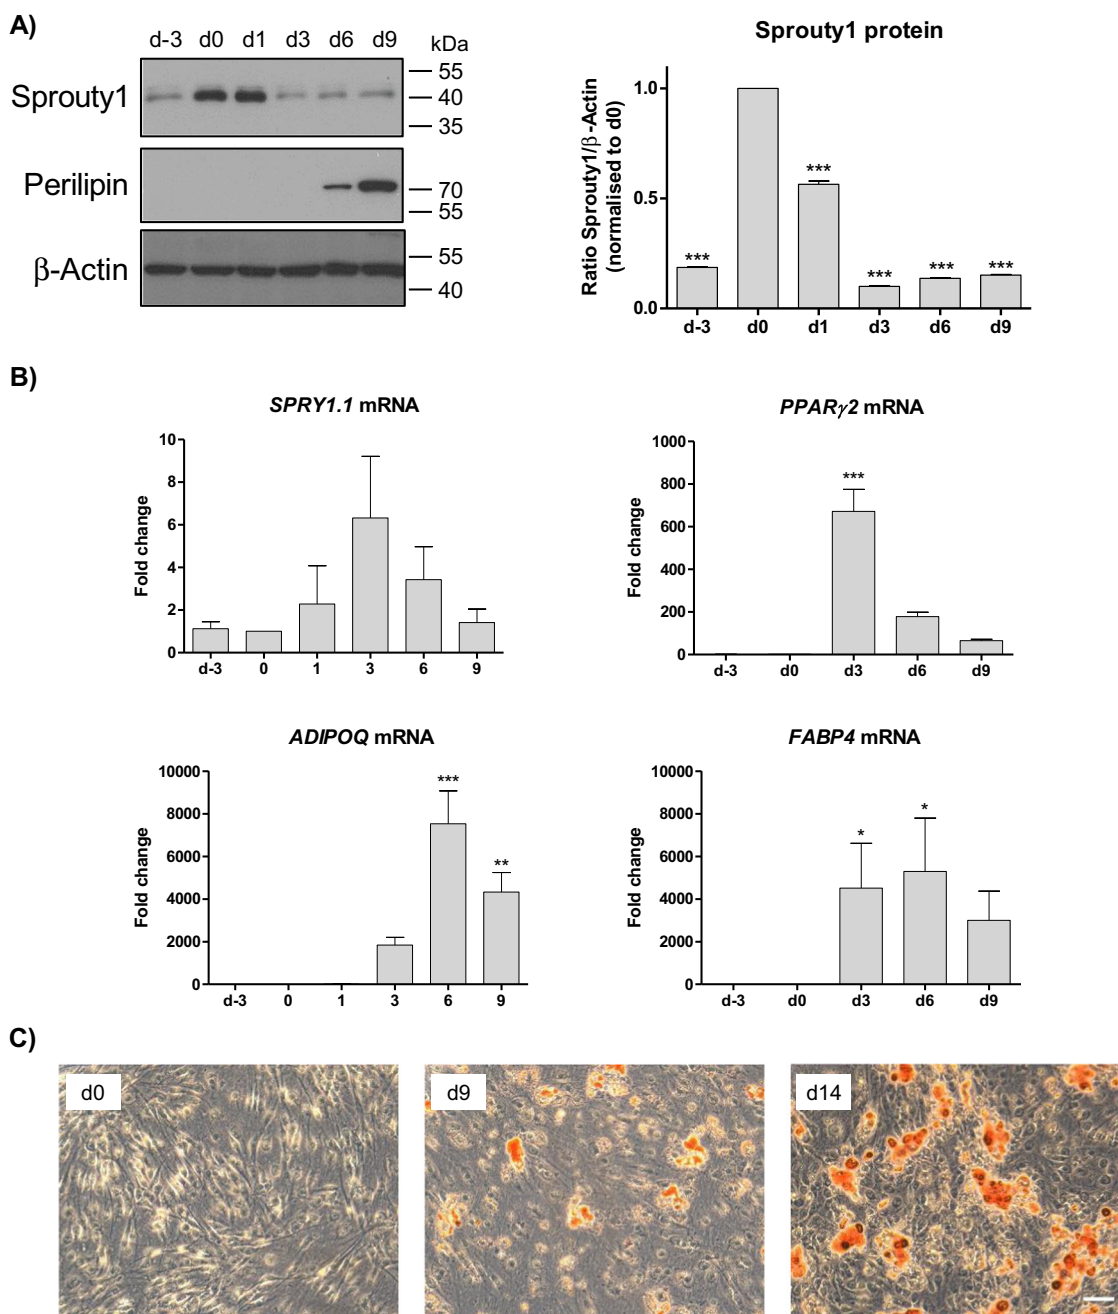 A)
d-3 d0 d1 d3 d6 d9 kDa
Sprouty1
55
40
35
Perilipin
70
55
β-Actin
55
40
Sprouty1 protein
Ratio Sprouty1/β-Actin
(normalised to d0)
1.0
0.5
0.0
***
***
***
***
***
d-3 d0 d1 d3 d6 d9
B)
SPRY1.1 mRNA
Fold change
10
8
6
4
2
0
d-3 0 1 3 6 9
PPARγ2 mRNA
Fold change
1000
800
600
400
200
0
***
d-3 d0 d3 d6 d9
ADIPOQ mRNA
Fold change
10000
8000
6000
4000
2000
0
***
**
d-3 0 1 3 6 9
FABP4 mRNA
Fold change
10000
8000
6000
4000
2000
0
*
*
d-3 d0 d3 d6 d9
C)
d0
d9
d14